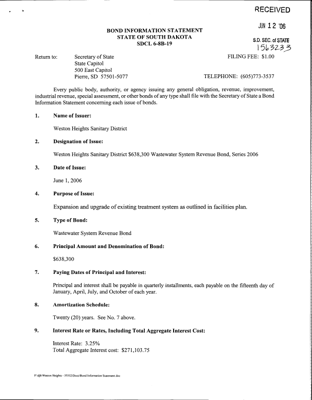 RECEIVED
JUN 12 '06
S.D. SEC. of STATE
1563233
BOND INFORMATION STATEMENT
STATE OF SOUTH DAKOTA
SDCL 6-8B-19
Return to: Secretary of State FILING FEE: $1.00
State Capitol
500 East Capitol
Pierre, SD 57501-5077 TELEPHONE: (605)773-3537
Every public body, authority, or agency issuing any general obligation, revenue, improvement,
industrial revenue, special assessment, or other bonds of any type shall file with the Secretary of State a Bond
Information Statement concerning each issue of bonds.
1. Name of Issuer:
Weston Heights Sanitary District
2. Designation of Issue:
Weston Heights Sanitary District $638,300 Wastewater System Revenue Bond, Series 2006
3. Date of Issue:
June 1, 2006
4. Purpose of Issue:
Expansion and upgrade of existing treatment system as outlined in facilities plan.
5. Type of Bond:
Wastewater System Revenue Bond
6. Principal Amount and Denomination of Bond:
$638,300
7. Paying Dates of Principal and Interest:
Principal and interest shall be payable in quarterly installments, each payable on the fifteenth day of
January, April, July, and October of each year.
8. Amortization Schedule:
Twenty (20) years. See No. 7 above.
9. Interest Rate or Rates, Including Total Aggregate Interest Cost:
Interest Rate: 3.25%
Total Aggregate Interest cost: $271,103.75